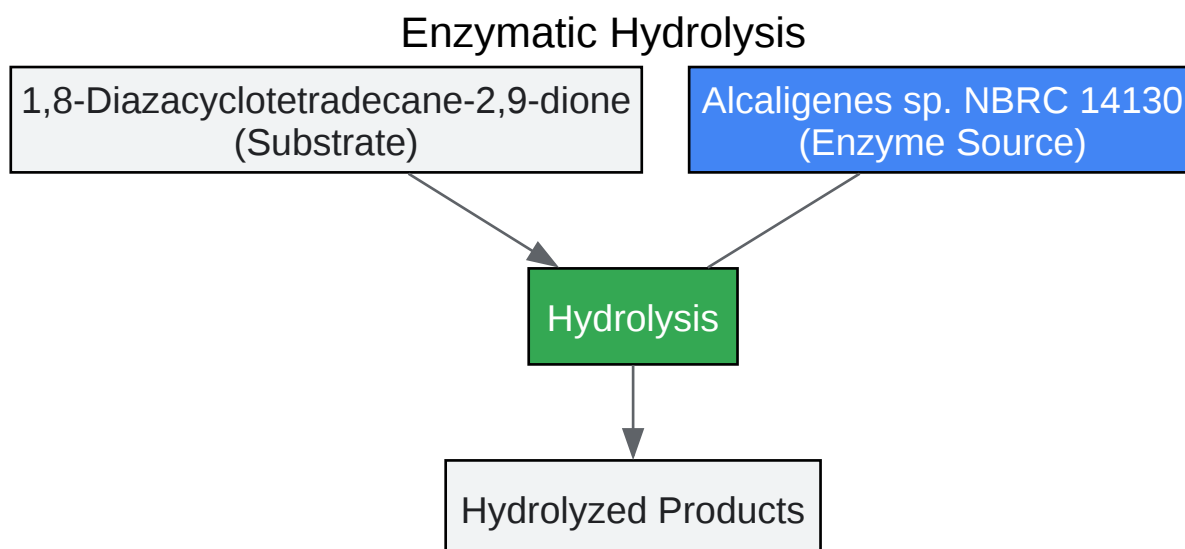 Enzymatic Hydrolysis
1,8-Diazacyclotetradecane-2,9-dione
(Substrate)
Alcaligenes sp. NBRC 14130
(Enzyme Source)
Hydrolysis
Hydrolyzed Products